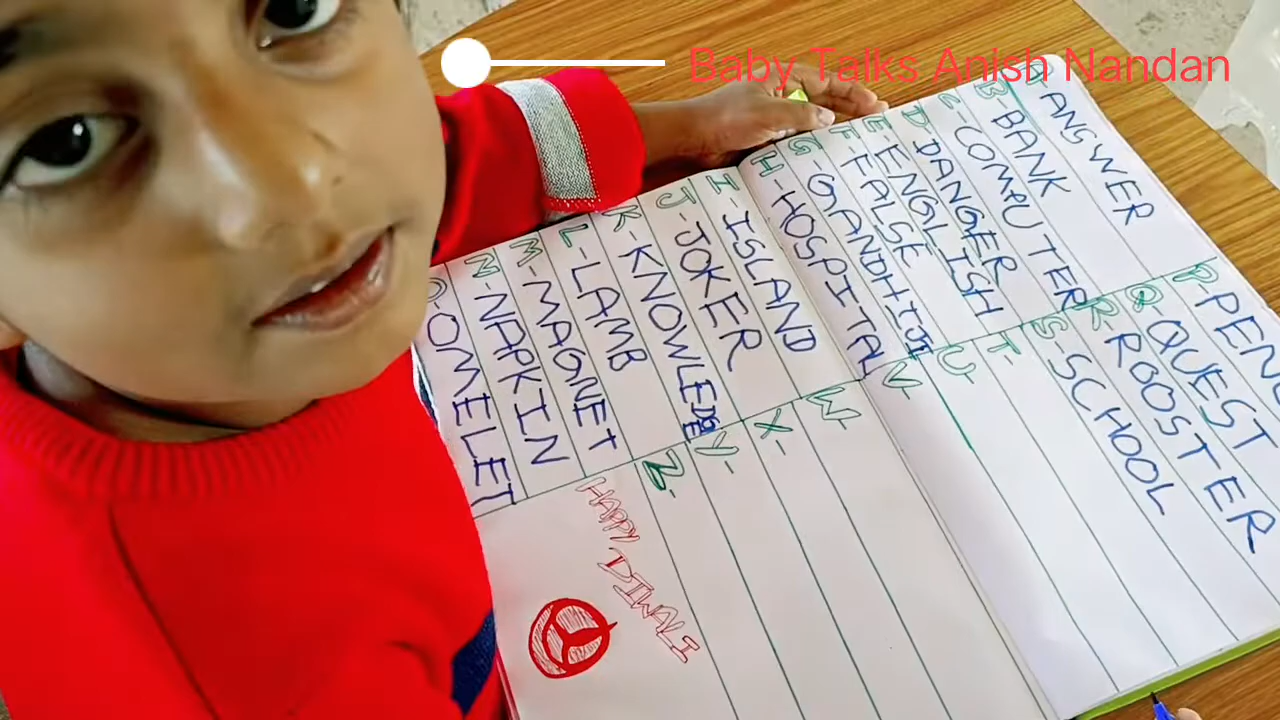 Baby Talks Anish Nandan
A-ANSWER
B-BANK
C-COMPUTER
D-DANGER
E-ENGLISH
F-FALSE
G-GANDHIJI
H-HOSPITAL
I-ISLAND
J-JOKER
K-KNOWLEDGE
L-LAMB
M-MAGNET
N-NAPKIN
O-OMELET
P-PEN
Q-QUEST
R-ROOSTER
S-SCHOOL
T-
U-
V-
W-
X-
Y-
Z-
HAPPY DIWALI